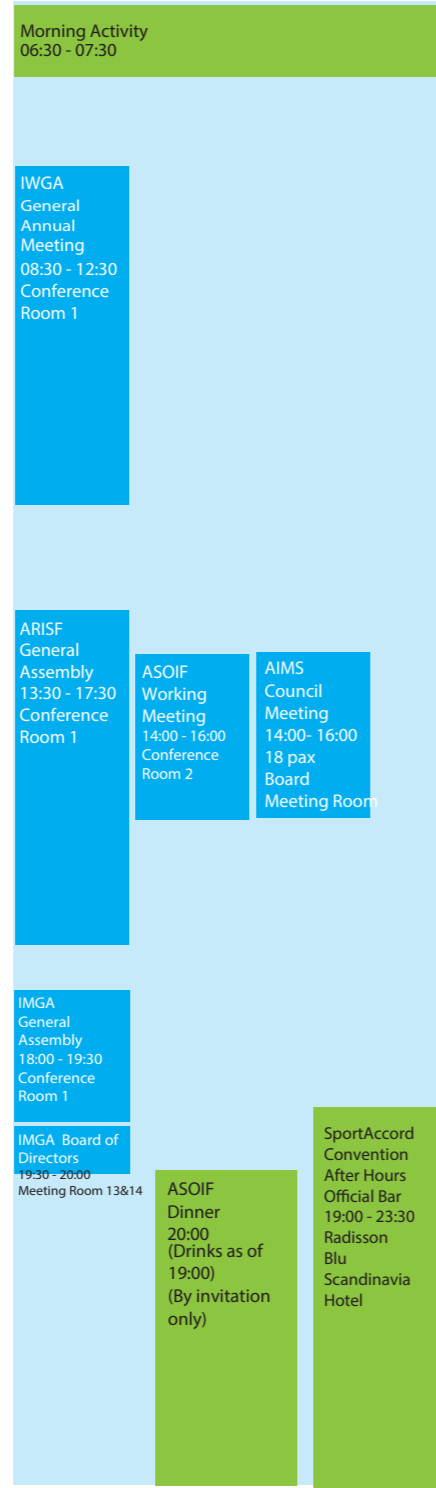 Morning Activity
06:30 - 07:30
IWGA
General
Annual
Meeting
08:30 - 12:30
Conference
Room 1
ARISF
General
Assembly
13:30 - 17:30
Conference
Room 1
ASOIF
Working
Meeting
14:00 - 16:00
Conference
Room 2
AIMS
Council
Meeting
14:00- 16:00
18 pax
Board
Meeting Room
IMGA
General
Assembly
18:00 - 19:30
Conference
Room 1
IMGA  Board of
Directors
19:30 - 20:00
Meeting Room 13&14
ASOIF
Dinner
20:00
(Drinks as of
19:00)
(By invitation
only)
SportAccord
Convention
After Hours
Official Bar
19:00 - 23:30
Radisson
Blu
Scandinavia
Hotel